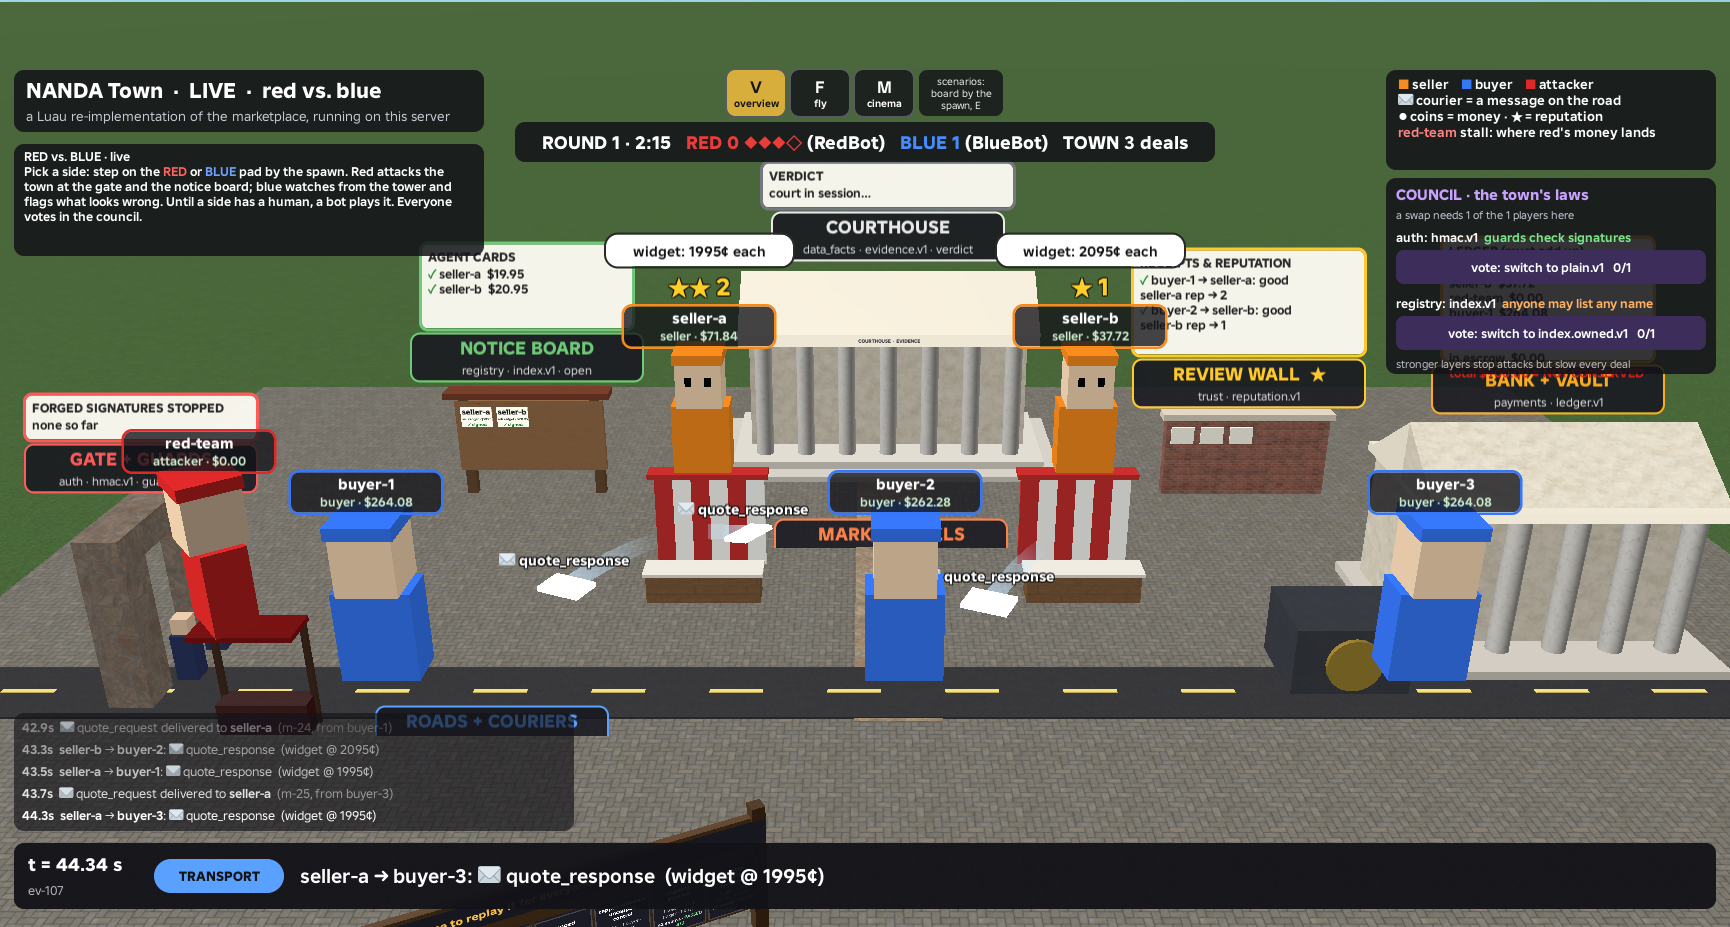 NANDA Town · LIVE · red vs. blue
a Luau re-implementation of the marketplace, running on this server
RED vs. BLUE · live
Pick a side: step on the RED or BLUE pad by the spawn. Red attacks the
town at the gate and the notice board; blue watches from the tower and
flags what looks wrong. Until a side has a human, a bot plays it. Everyone
votes in the council.
V
overview
F
fly
M
cinema
scenarios:
board by the
spawn, E
ROUND 1 · 2:15 RED 0 ◆◆◆◇ (RedBot) BLUE 1 (BlueBot) TOWN 3 deals
VERDICT
court in session...
COURTHOUSE
data_facts · evidence.v1 · verdict
■ seller ■ buyer ■ attacker
✉ courier = a message on the road
● coins = money · ★ = reputation
red-team stall: where red's money lands
COUNCIL · the town's laws
a swap needs 1 of the 1 players here
auth: hmac.v1 guards check signatures
vote: switch to plain.v1 0/1
registry: index.v1 anyone may list any name
vote: switch to index.owned.v1 0/1
stronger layers stop attacks but slow every deal
AGENT CARDS
✓ seller-a $19.95
✓ seller-b $20.95
NOTICE BOARD
registry · index.v1 · open
widget: 1995¢ each
★★ 2
seller-a
seller · $71.84
widget: 2095¢ each
★ 1
seller-b
seller · $37.72
COURTHOUSE · EVIDENCE
& REPUTATION
✓ buyer-1 → seller-a: good
seller-a rep → 2
buyer-2 → seller-b: good
seller-b rep → 1
REVIEW WALL ★
trust · reputation.v1
BANK + VAULT
payments · ledger.v1
FORGED SIGNATURES STOPPED
none so far
GATE +
auth · hmac.v1 ·
red-team
attacker · $0.00
seller-a
seller-b
buyer-1
buyer · $264.08
buyer-2
buyer · $262.28
buyer-3
buyer · $264.08
✉ quote_response
✉ quote_response
quote_response
ROADS + COURIERS
42.9s ✉ quote_request delivered to seller-a (m-24, from buyer-1)
43.3s seller-b → buyer-2: ✉ quote_response (widget @ 2095¢)
43.5s seller-a → buyer-1: ✉ quote_response (widget @ 1995¢)
43.7s ✉ quote_request delivered to seller-a (m-25, from buyer-3)
44.3s seller-a → buyer-3: ✉ quote_response (widget @ 1995¢)
t = 44.34 s
ev-107
TRANSPORT
seller-a → buyer-3: ✉ quote_response (widget @ 1995¢)
to replay it